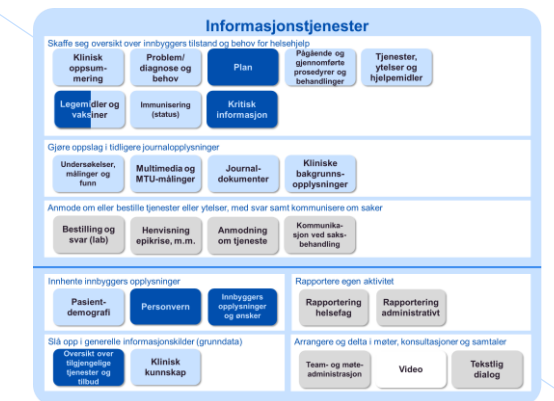 Informasjonstjenester
Skaffe seg oversikt over innbyggers tilstand og behov for helsehjelp
Klinisk
oppsum-
mering
Problem/
diagnose og
behov
Plan
Pågående og
gjennomførte
prosedyrer og
behandlinger
Tjenester,
ytelser og
hjelpemidler
Legemidler og
vaksiner
Immunisering
(status)
Kritisk
informasjon
Gjøre oppslag i tidligere journalopplysninger
Undersøkelser,
målinger og
funn
Multimedia og
MTU-målinger
Journal-
dokumenter
Kliniske
bakgrunns-
opplysninger
Anmode om eller bestille tjenester eller ytelser, med svar samt kommunisere om saker
Bestilling og
svar (lab)
Henvisning
epikrise, m.m.
Anmodning
om tjeneste
Kommunika-
sjon ved saks-
behandling
Innhente innbyggers opplysninger
Pasient-
demografi
Personvern
Innbyggers
opplysninger
og ønsker
Rapportere egen aktivitet
Rapportering
helsefag
Rapportering
administrativt
Slå opp i generelle informasjonskilder (grunndata)
Oversikt over
tilgjengelige
tjenester og
tilbud
Klinisk
kunnskap
Arrangere og delta i møter, konsultasjoner og samtaler
Team- og møte-
administrasjon
Video
Tekstlig
dialog